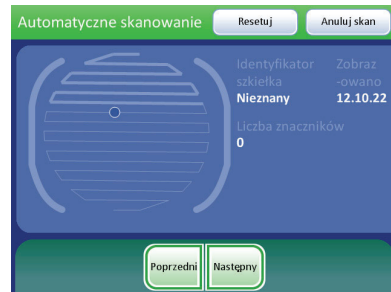 Automatyczne skanowanie
Resetuj
Anuluj skan
Identyfikator szkiełka
Nieznany
Zobraz -owano
12.10.22
Liczba znaczników
0
Poprzedni
Następny